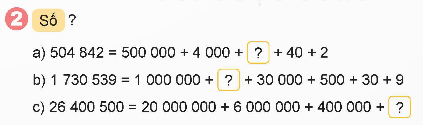 2 Số ?
a) 504 842 = 500 000 + 4 000 + ? + 40 + 2
b) 1 730 539 = 1 000 000 + ? + 30 000 + 500 + 30 + 9
c) 26 400 500 = 20 000 000 + 6 000 000 + 400 000 + ?